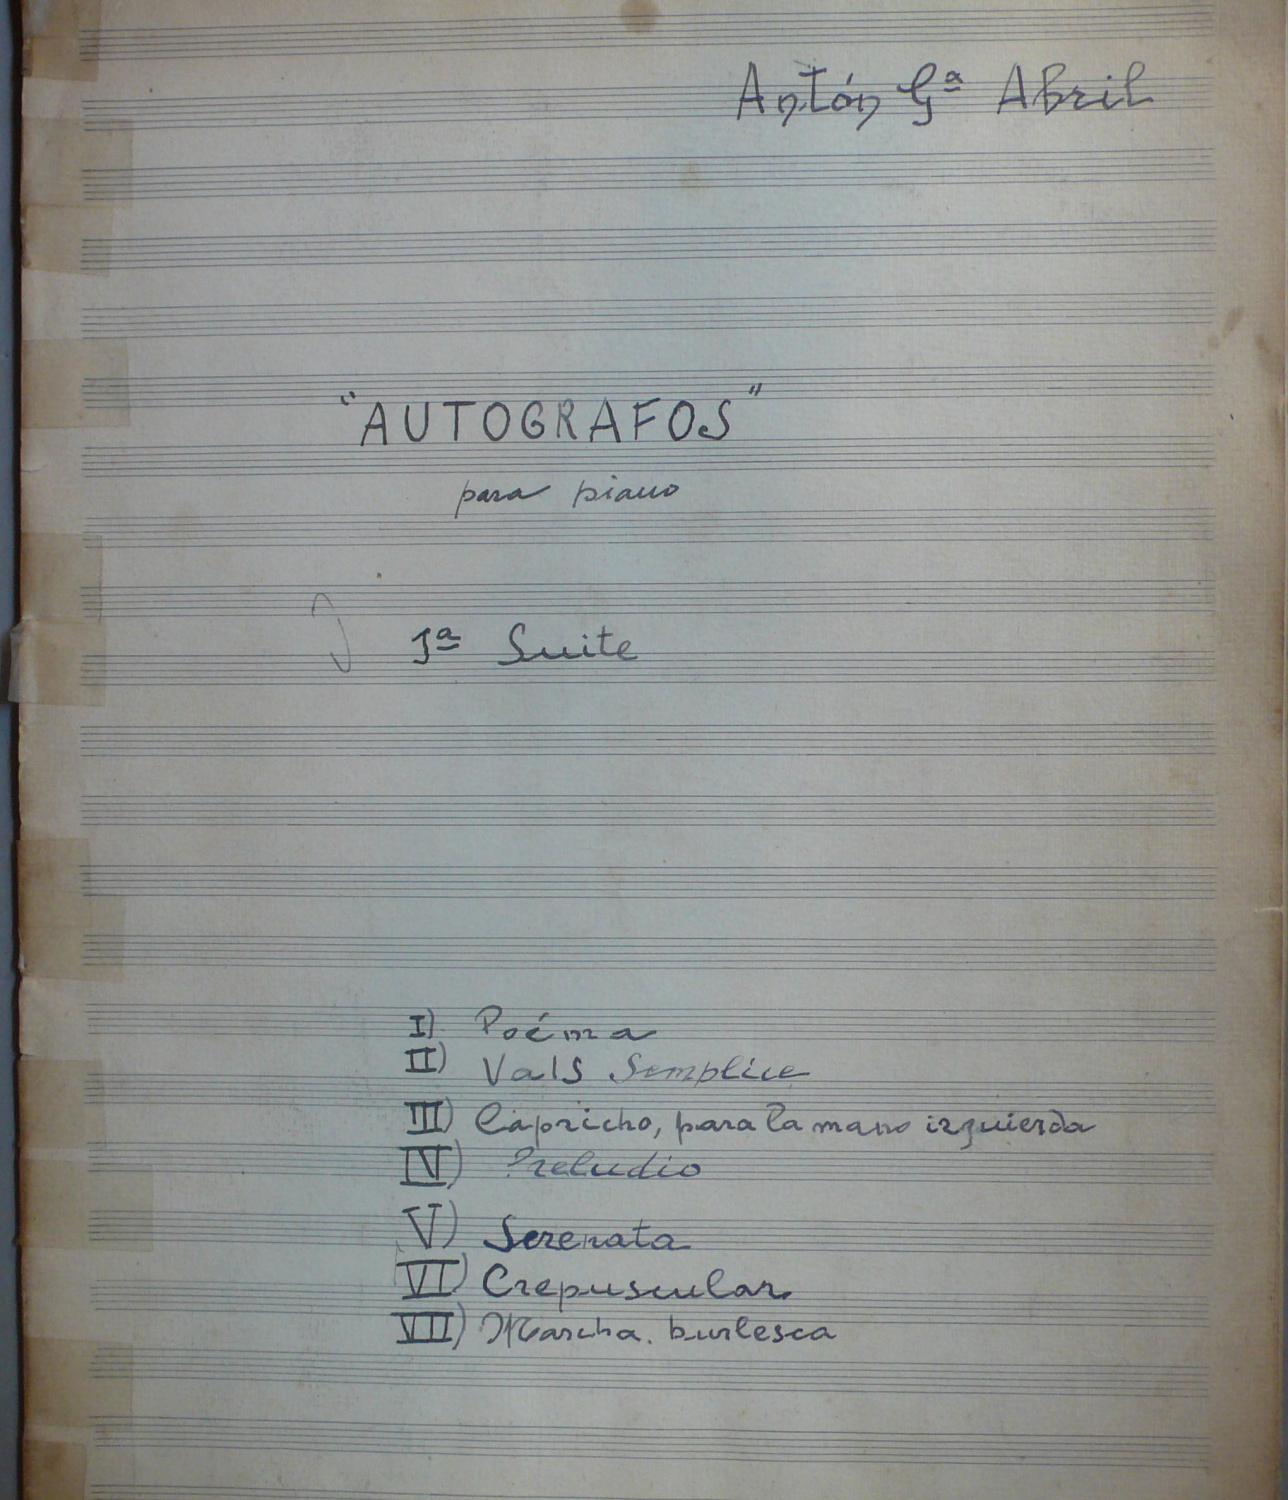 Antón Gª Abril
"AUTOGRAFOS"
para piano
1ª Suite
I) Poéma
II) Vals Semplice
III) Capricho, para la mano izquierda
IV) Preludio
V) Serenata
VI) Crepuscular
VII) Marcha. burlesca